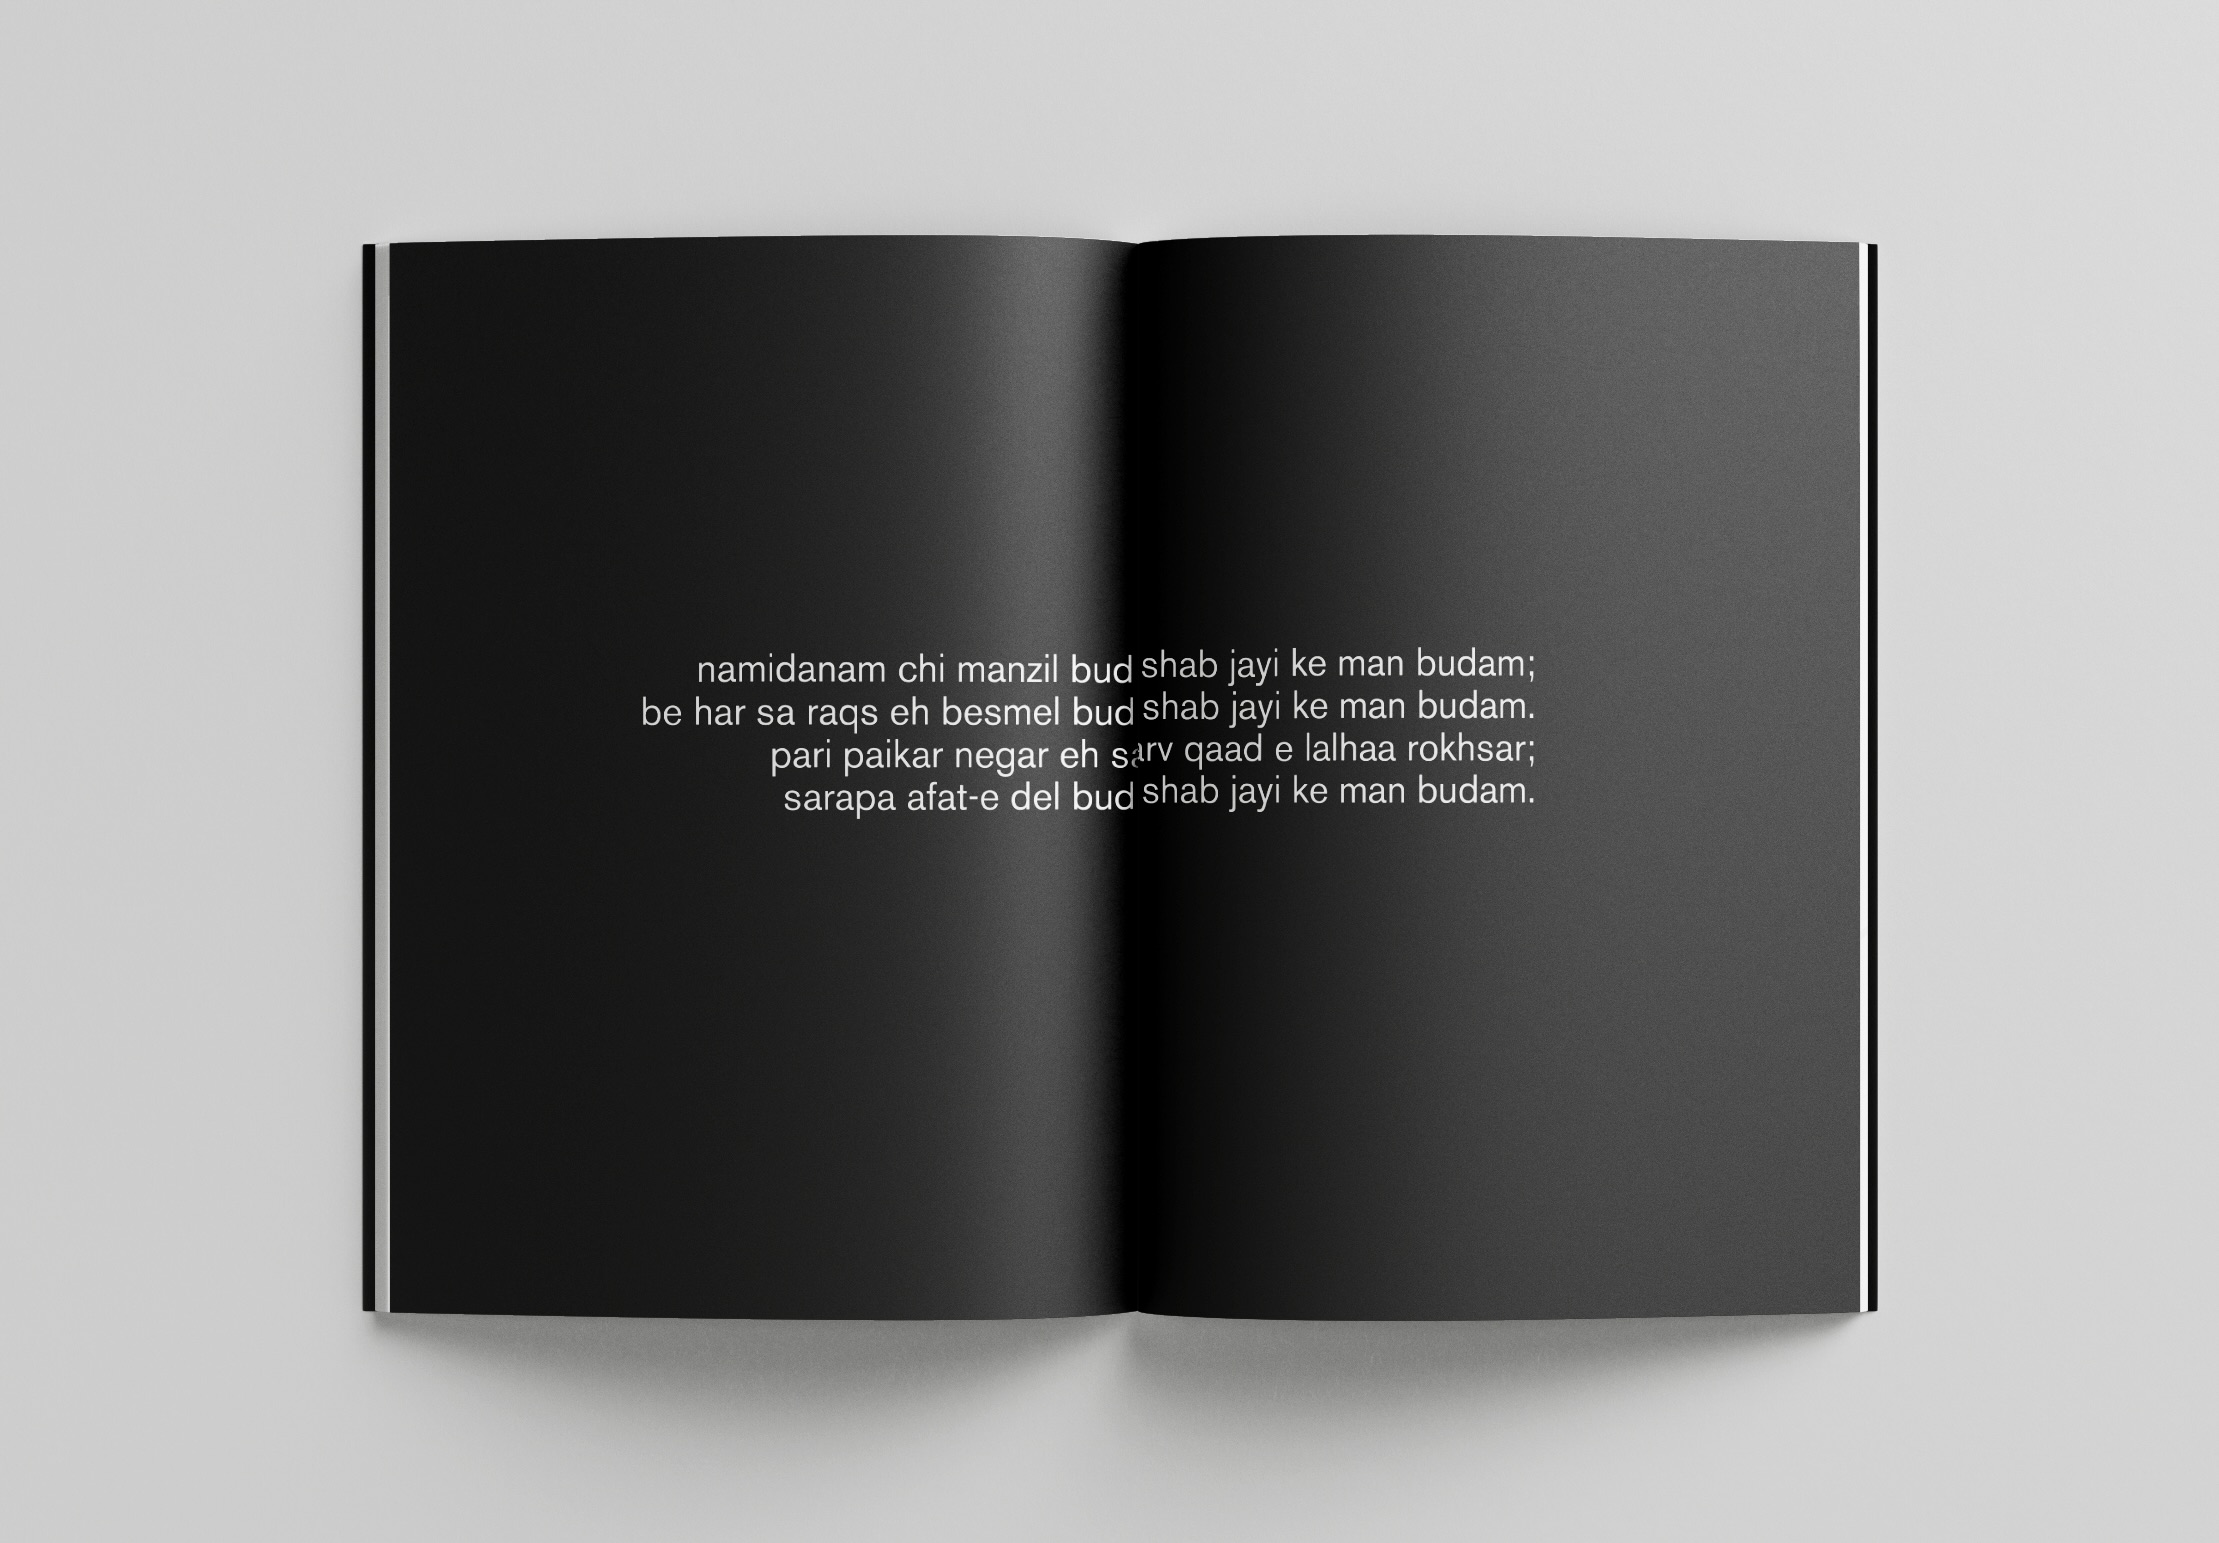 namidanam chi manzil bud shab jayi ke man budam;
be har sa raqs eh besmel bud shab jayi ke man budam.
pari paikar negar eh sarv qaad e lalhaa rokhsar;
sarapa afat-e del bud shab jayi ke man budam.